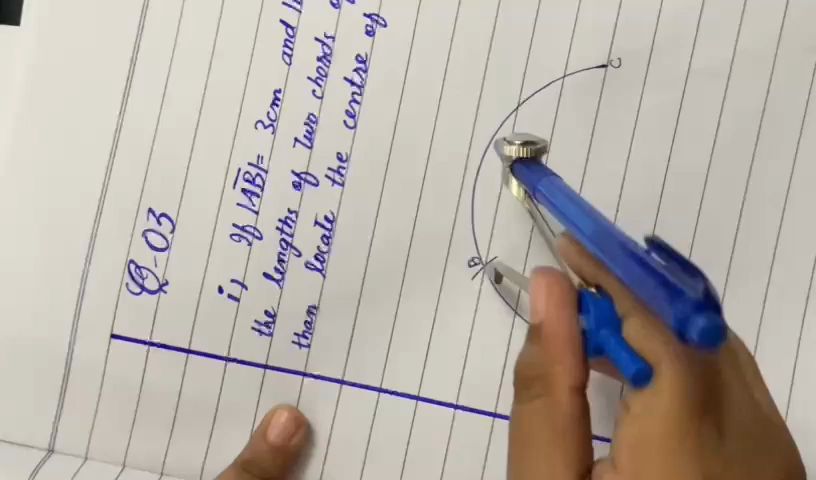 Q-03
i, If |AB|= 3cm and
the lengths of two chords
than locate the centre of
B
C